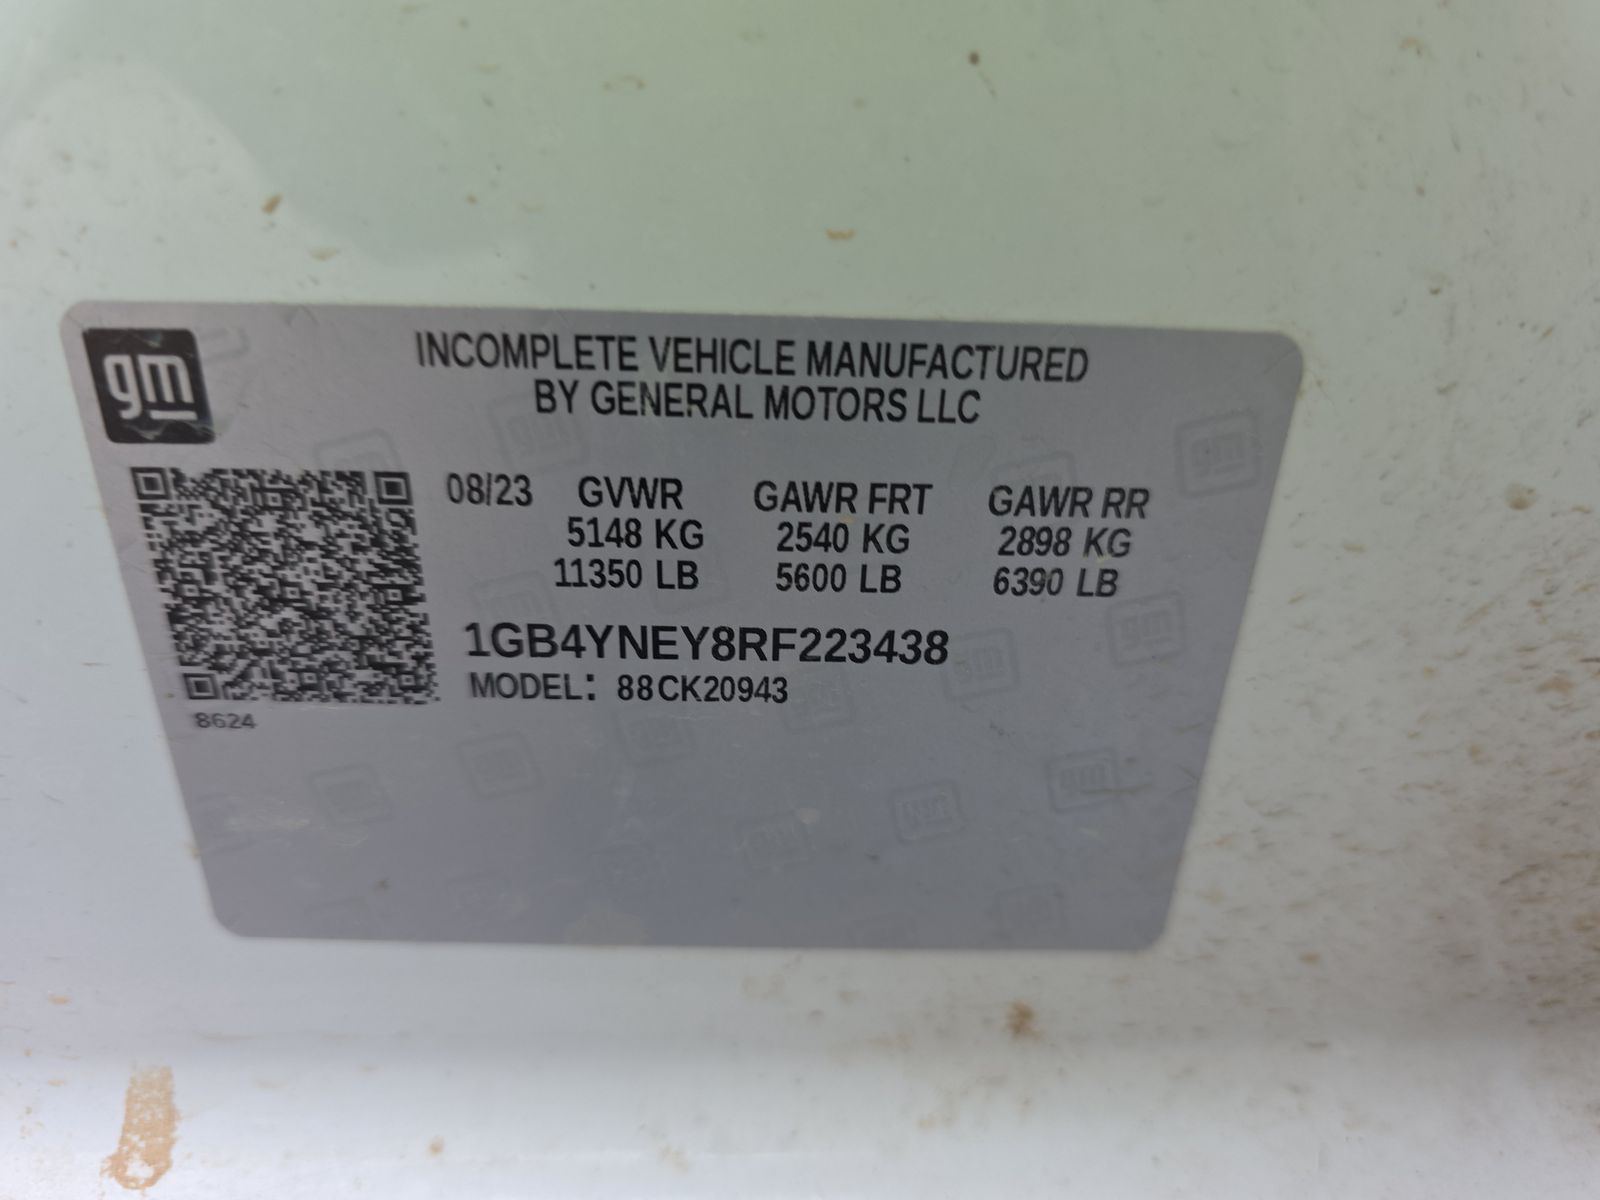 gm
INCOMPLETE VEHICLE MANUFACTURED
BY GENERAL MOTORS LLC
08/23 GVWR GAWR FRT GAWR RR
5148 KG 2540 KG 2898 KG
11350 LB 5600 LB 6390 LB
1GB4YNEY8RF223438
MODEL: 88CK20943
8624